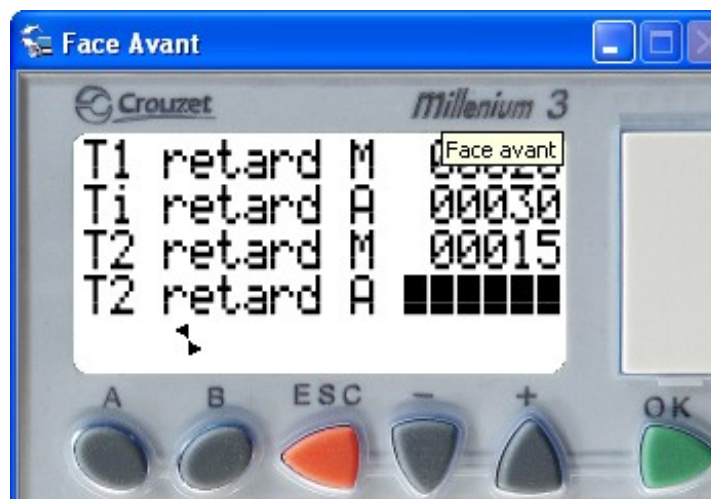 Face Avant
Crouzet
Millenium 3
Face avant
T1 retard M
Ti retard A 00030
T2 retard M 00015
T2 retard A
A B ESC - + OK